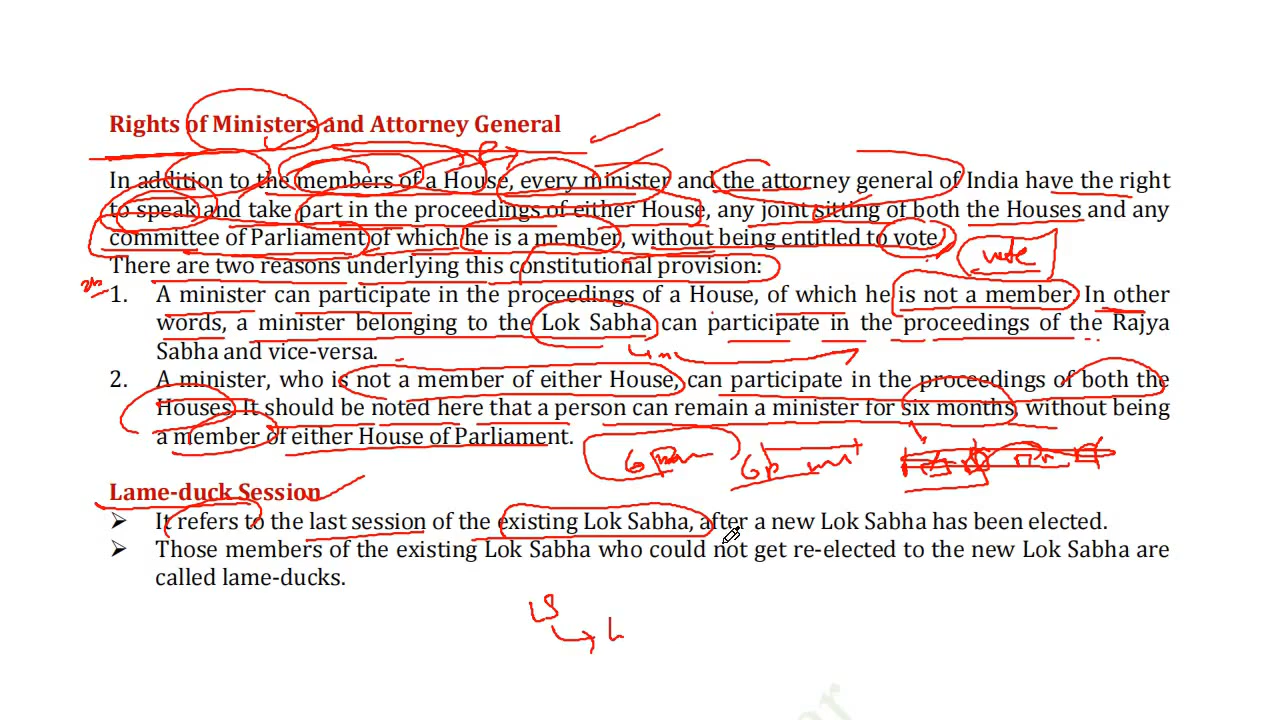 Rights of Ministers and Attorney General
In addition to the members of a House, every minister and the attorney general of India have the right
to speak and take part in the proceedings of either House, any joint sitting of both the Houses and any
committee of Parliament of which he is a member, without being entitled to vote.
vote
There are two reasons underlying this constitutional provision:
1. A minister can participate in the proceedings of a House, of which he is not a member. In other
words, a minister belonging to the Lok Sabha can participate in the proceedings of the Rajya
Sabha and vice-versa.
2. A minister, who is not a member of either House, can participate in the proceedings of both the
Houses. It should be noted here that a person can remain a minister for six months, without being
a member of either House of Parliament.
Lame-duck Session
➢ It refers to the last session of the existing Lok Sabha, after a new Lok Sabha has been elected.
➢ Those members of the existing Lok Sabha who could not get re-elected to the new Lok Sabha are
called lame-ducks.
LS
L